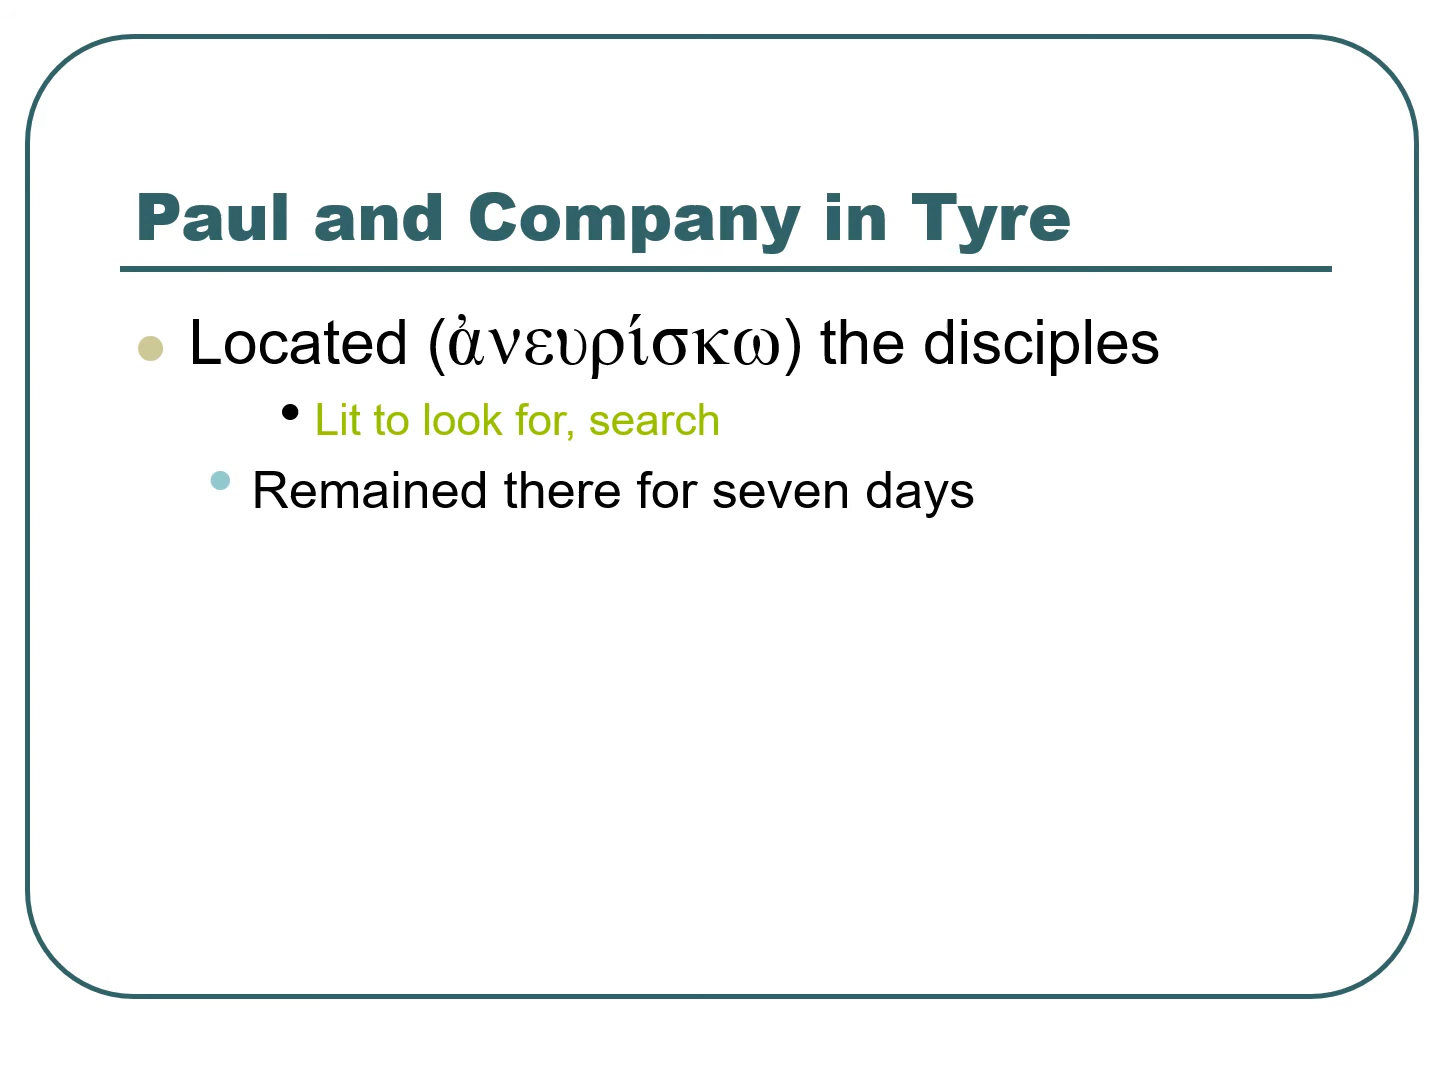 Paul and Company in Tyre
Located (ἀνευρίσκω) the disciples
Lit to look for, search
Remained there for seven days